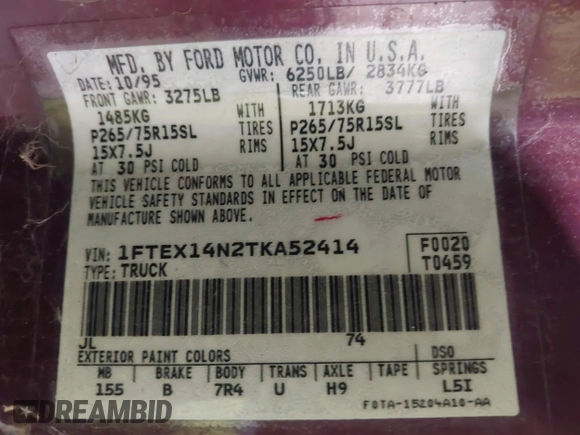 MFD. BY FORD MOTOR CO. IN U.S.A.
DATE: 10/95 GVWR: 6250LB/ 2834KG
FRONT GAWR: 3275LB REAR GAWR: 3777LB
1485KG WITH 1713KG WITH
P265/75R15SL TIRES P265/75R15SL TIRES
15X7.5J RIMS 15X7.5J RIMS
AT 30 PSI COLD AT 30 PSI COLD
THIS VEHICLE CONFORMS TO ALL APPLICABLE FEDERAL MOTOR
VEHICLE SAFETY STANDARDS IN EFFECT ON THE DATE OF
MANUFACTURE SHOWN ABOVE.
VIN: 1FTEX14N2TKA52414 F0020
TYPE: TRUCK T0459
JL 74
EXTERIOR PAINT COLORS DSO
WB BRAKE BODY TRANS AXLE TAPE SPRINGS
155 B 7R4 U H9 L5I
F0TA-15204A10-AA
DREAMBID